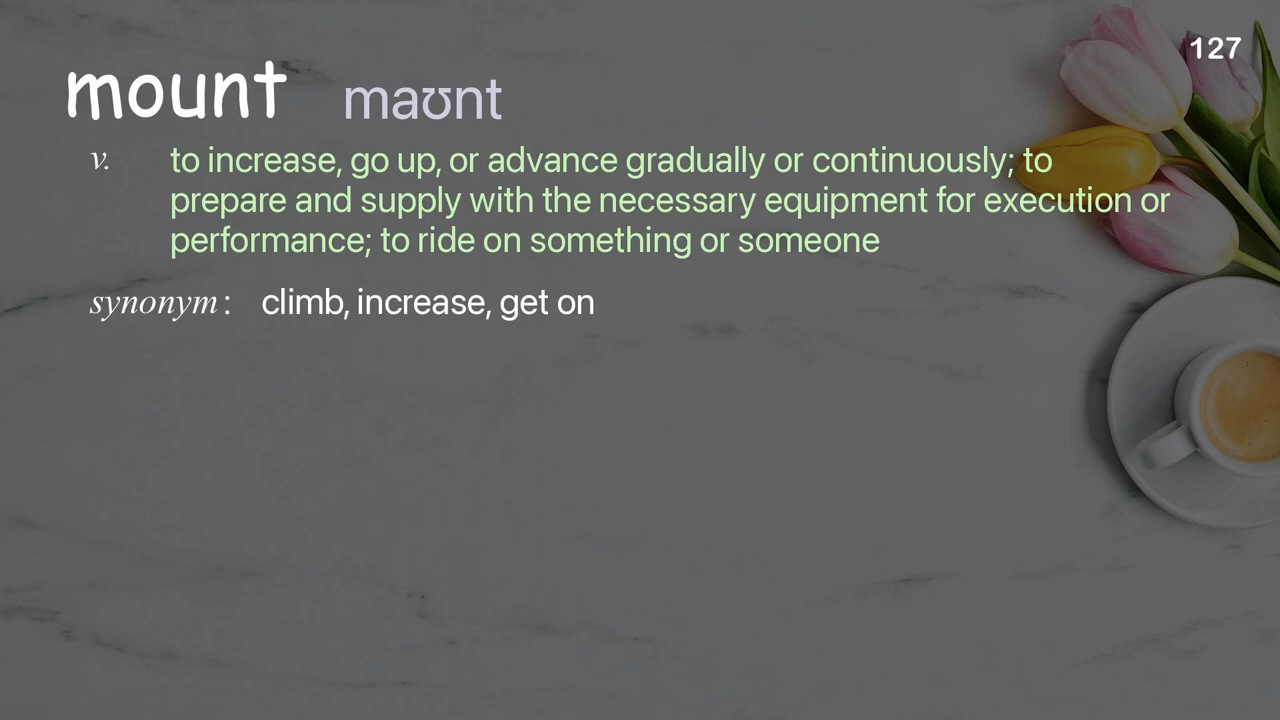 127
mount maʊnt
v. to increase, go up, or advance gradually or continuously; to
prepare and supply with the necessary equipment for execution or
performance; to ride on something or someone
synonym : climb, increase, get on